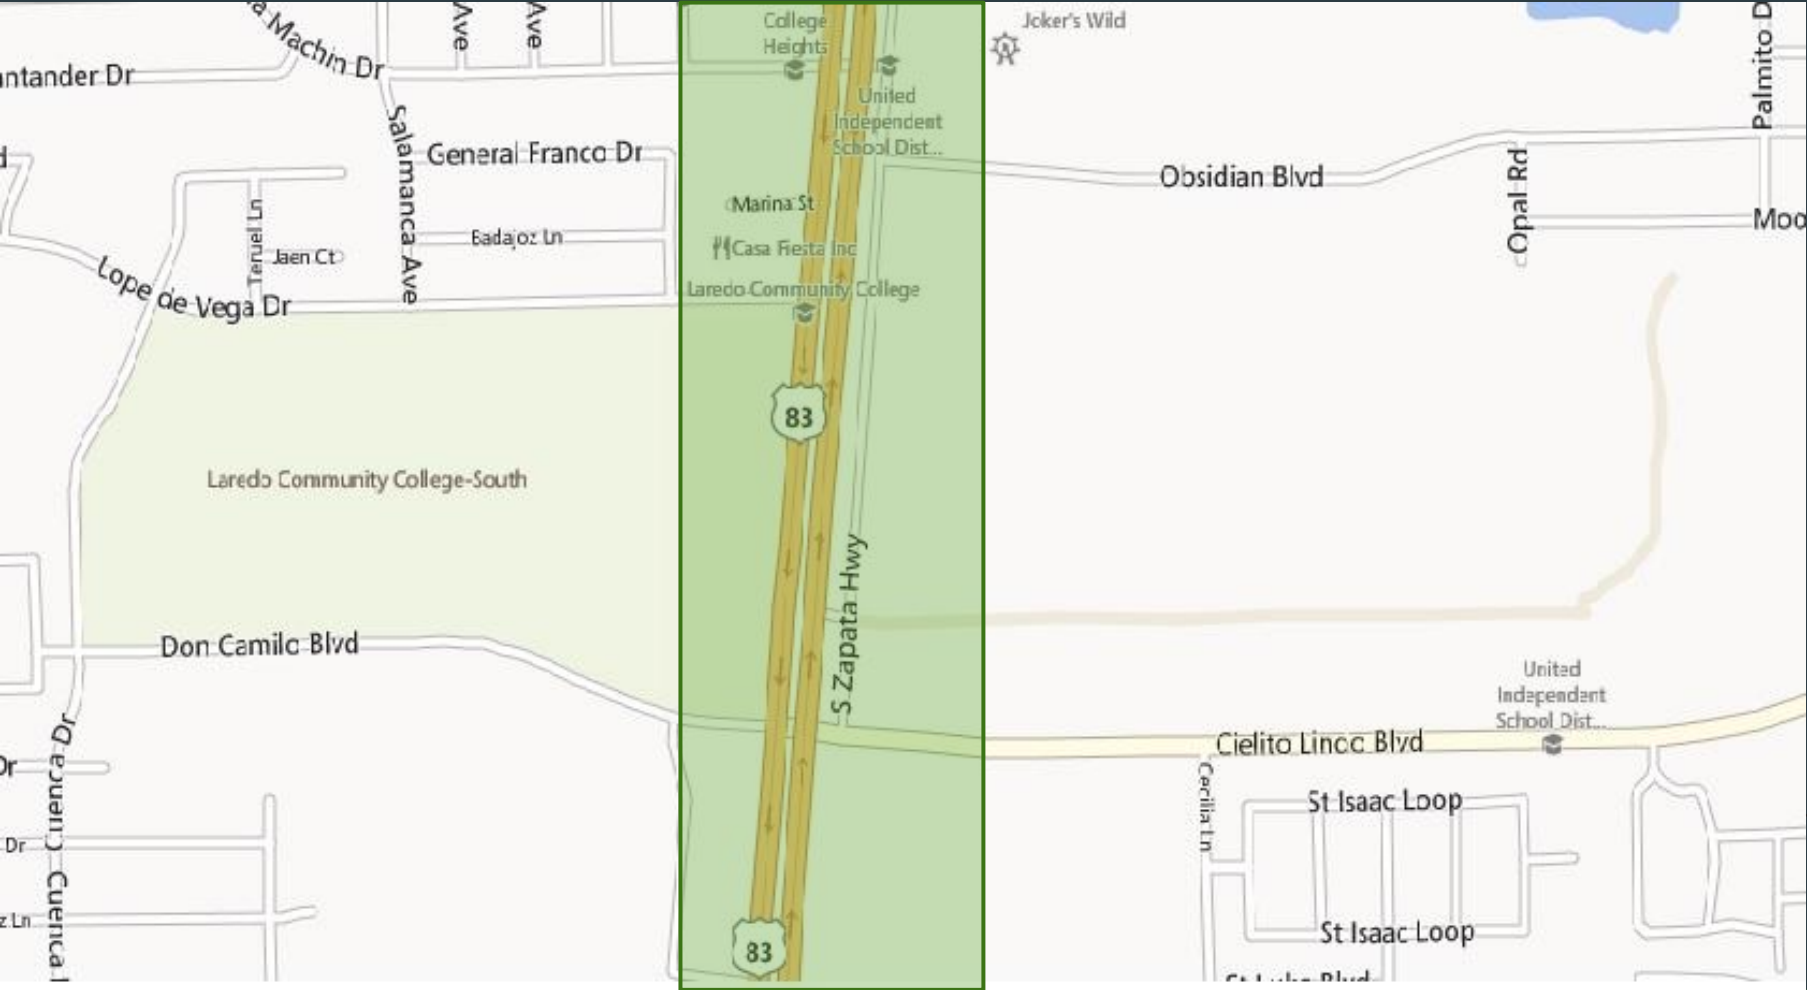 Machin Dr
Ave
Ave
College
Heights
Joker's Wild
Palmito D
antander Dr
United
Independent
School Dist...
Salamanca Ave
General Franco Dr
Obsidian Blvd
Opal Rd
Marina St
Moo
Teruel Ln
Badajoz Ln
Casa Fiesta Inc
Jaen Ct
Lope de Vega Dr
Laredo Community College
83
Laredo Community College-South
S Zapata Hwy
Don Camilo Blvd
United
Independent
School Dist...
Cielito Lindo Blvd
Dr
Cecilia Ln
St Isaac Loop
Dr
z Ln
Cuenca
St Isaac Loop
83